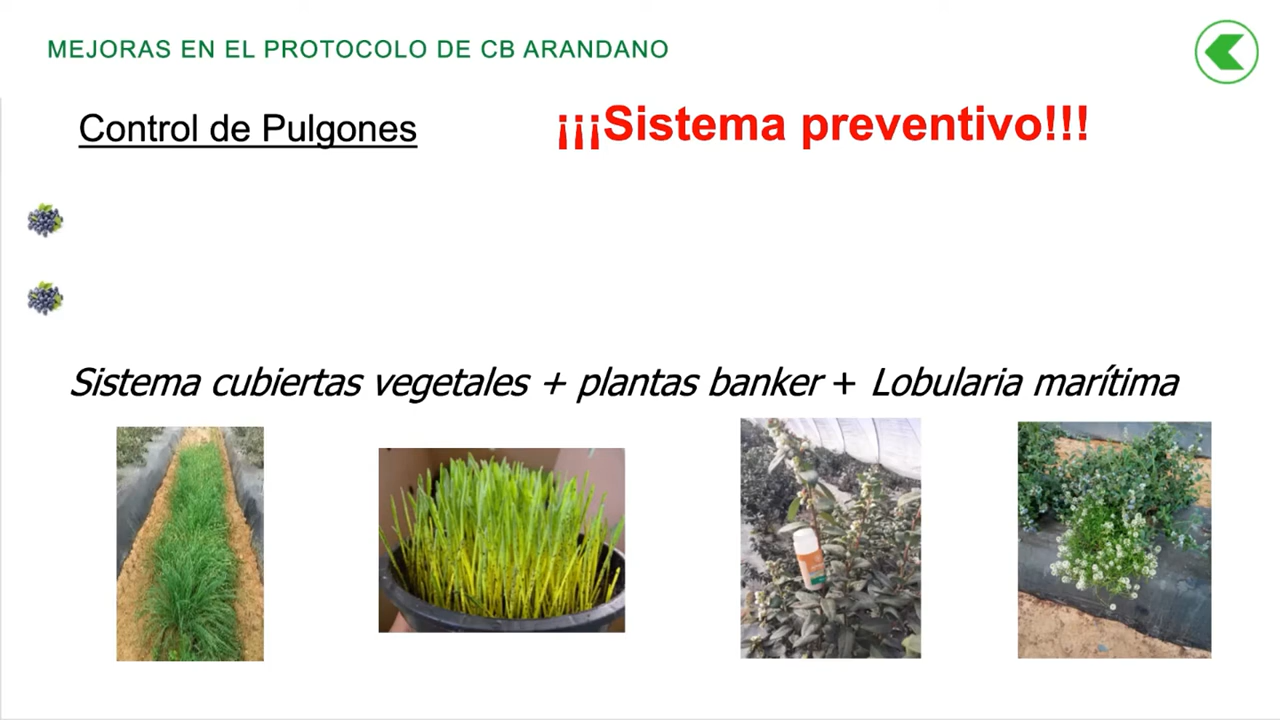 MEJORAS EN EL PROTOCOLO DE CB ARANDANO
Control de Pulgones
¡¡¡Sistema preventivo!!!
Sistema cubiertas vegetales + plantas banker + Lobularia marítima